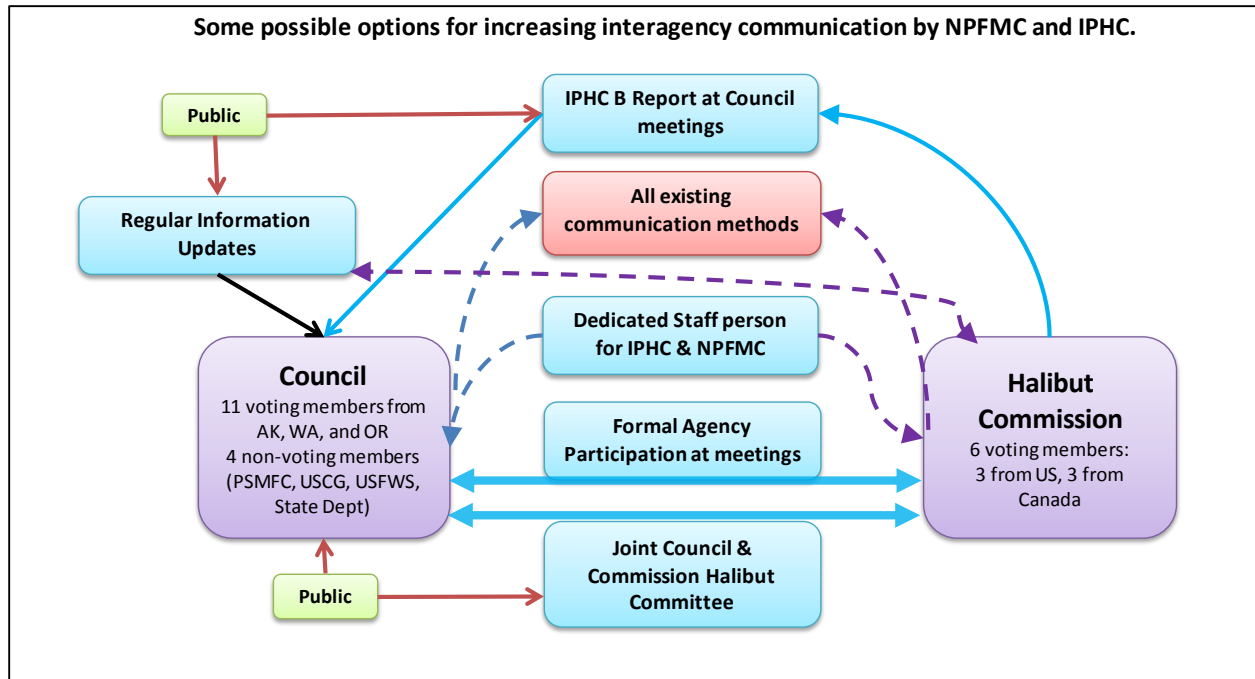 Some possible options for increasing interagency communication by NPFMC and IPHC.
Public
IPHC B Report at Council
meetings
Regular Information
Updates
All existing
communication methods
Dedicated Staff person
for IPHC & NPFMC
Council
11 voting members from
AK, WA, and OR
4 non-voting members
(PSMFC, USCG, USFWS,
State Dept)
Formal Agency
Participation at meetings
Halibut
Commission
6 voting members:
3 from US, 3 from
Canada
Public
Joint Council &
Commission Halibut
Committee